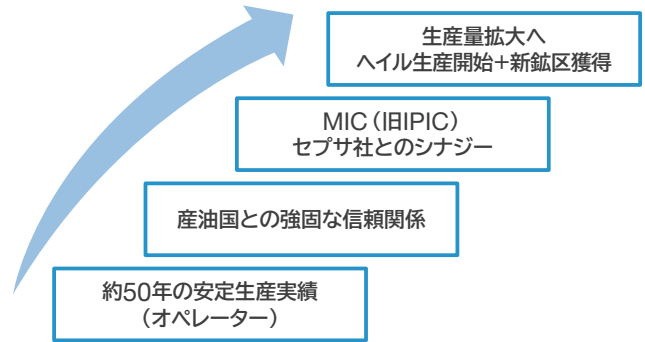 生産量拡大へ
ヘイル生産開始+新鉱区獲得
MIC(旧IPIC)
セプサ社とのシナジー
産油国との強固な信頼関係
約50年の安定生産実績
(オペレーター)